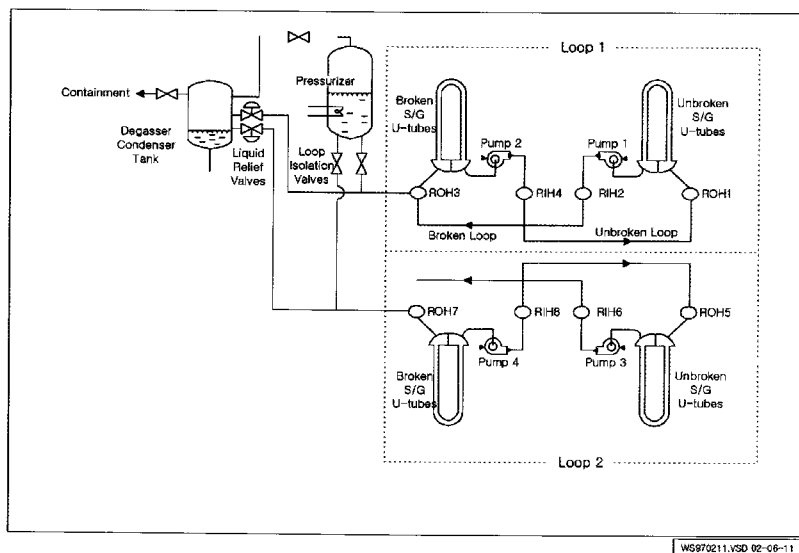 Loop 1
Pressurizer
Containment
Degasser
Condenser
Tank
Liquid
Relief
Valves
Loop
Isolation
Valves
Broken
S/G
U-tubes
Pump 2
Pump 1
Unbroken
S/G
U-tubes
ROH3
RIH4
RIH2
ROH1
Broken Loop
Unbroken Loop
ROH7
RIH8
RIH6
ROH5
Broken
S/G
U-tubes
Pump 4
Pump 3
Unbroken
S/G
U-tubes
Loop 2
WS970211.VSD 02-06-11